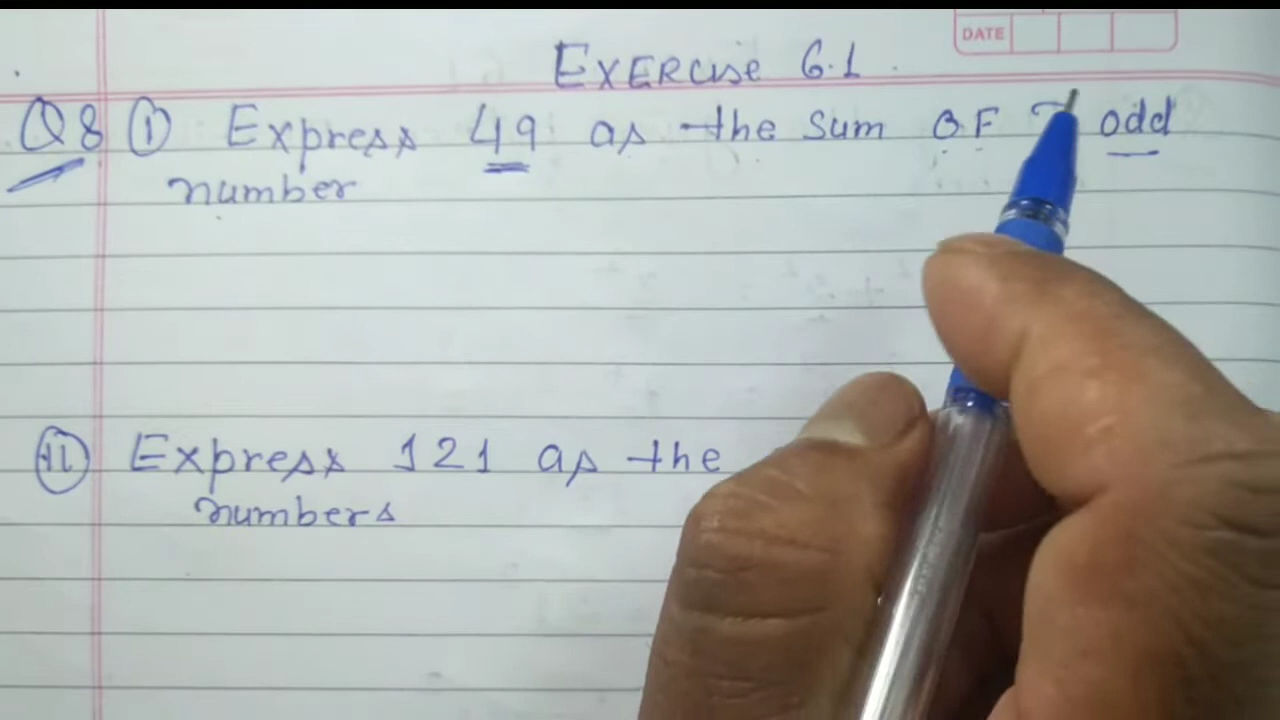 DATE
EXERCISE 6.1
Q8 (i) Express 49 as the sum OF 7 odd
number
(ii) Express 121 as the
numbers